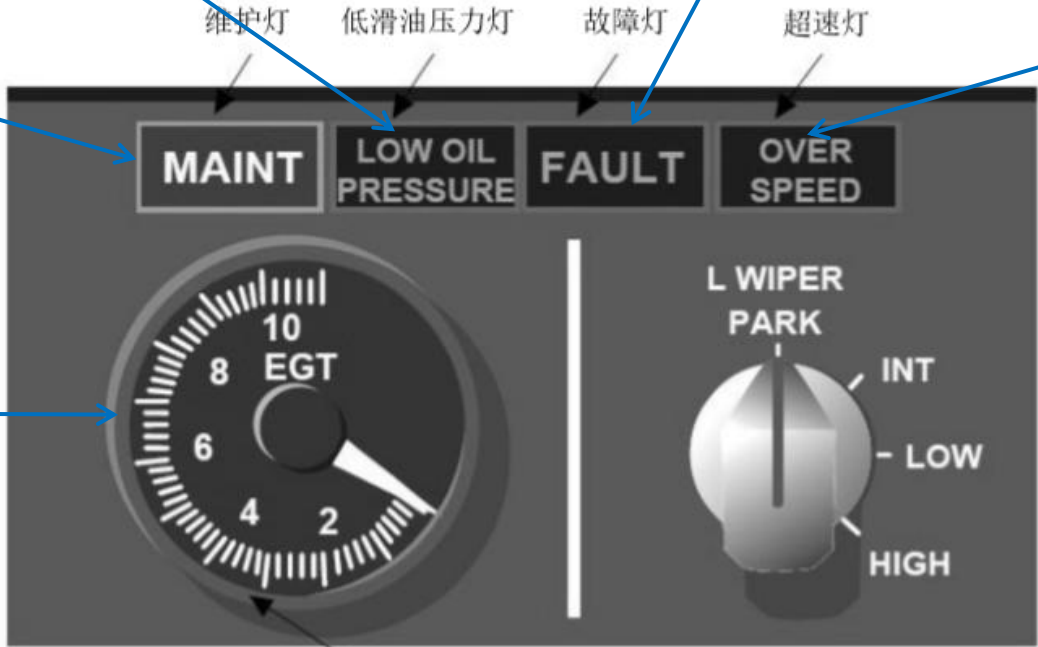 维护灯
低滑油压力灯
故障灯
超速灯
MAINT
LOW OIL
PRESSURE
FAULT
OVER
SPEED
10
EGT
8
6
4
2
L WIPER
PARK
INT
LOW
HIGH